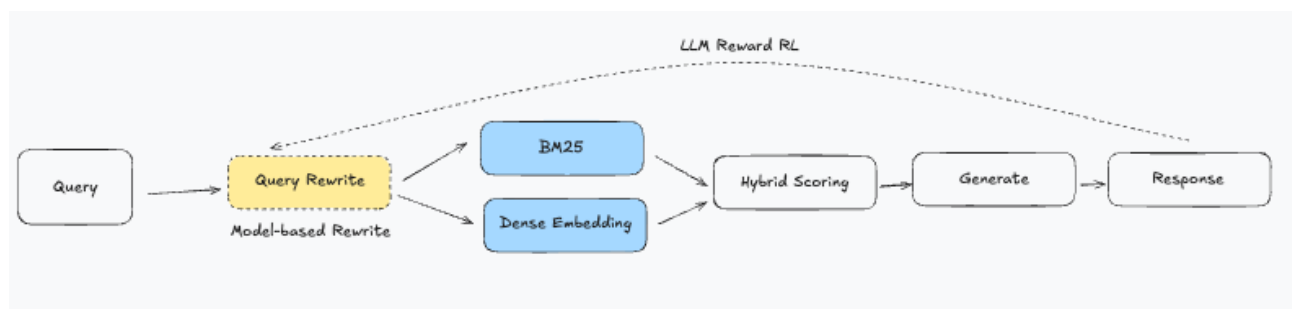 LLM Reward RL
Query
Query Rewrite
Model-based Rewrite
BM25
Dense Embedding
Hybrid Scoring
Generate
Response